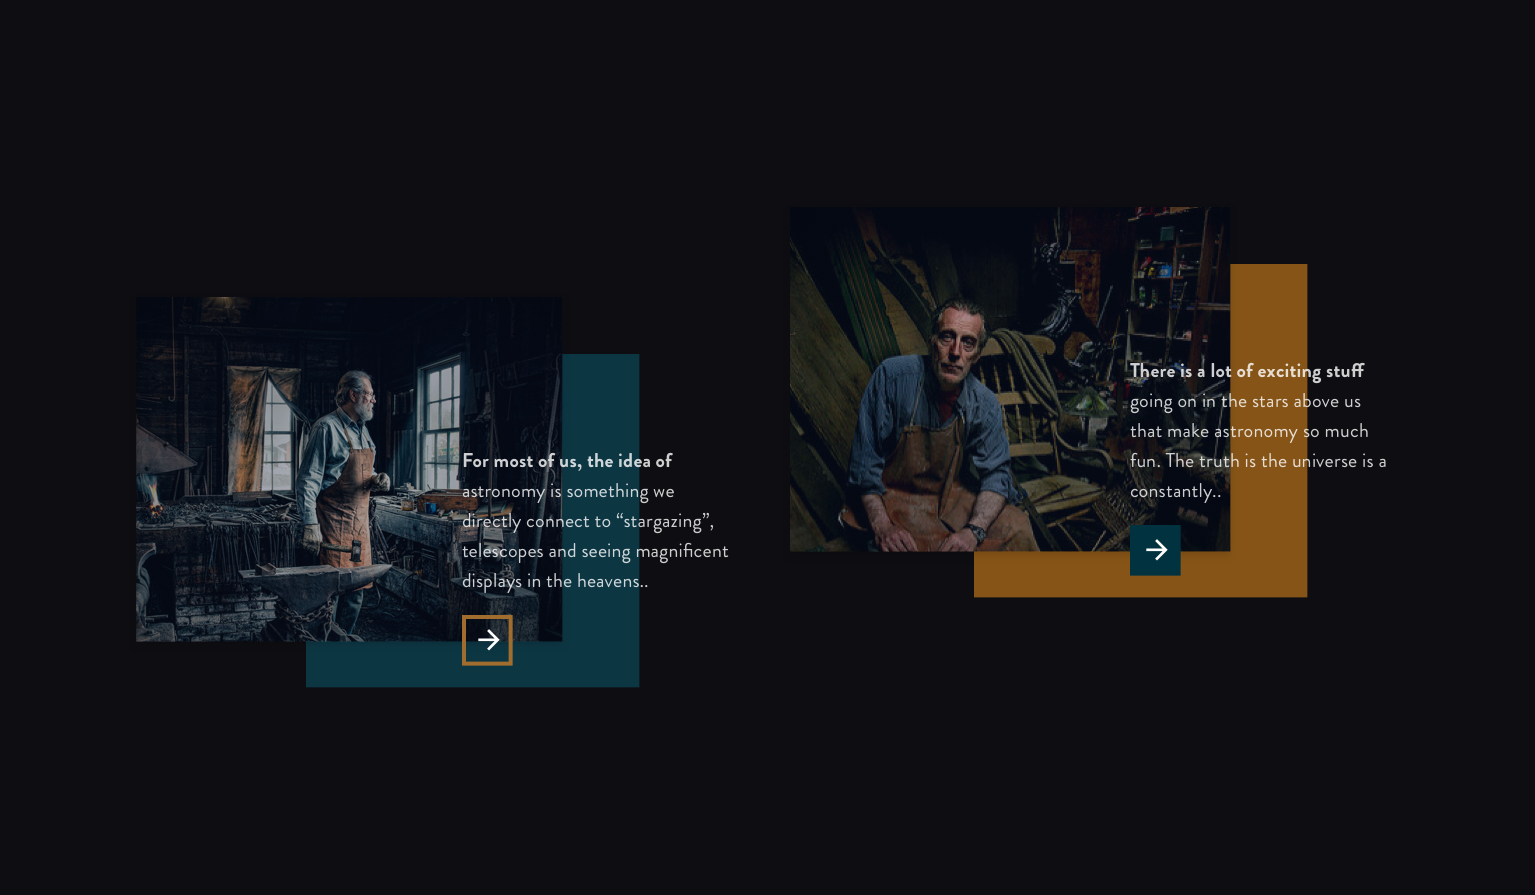 For most of us, the idea of
astronomy is something we
directly connect to “stargazing”,
telescopes and seeing magnificent
displays in the heavens..
There is a lot of exciting stuff
going on in the stars above us
that make astronomy so much
fun. The truth is the universe is a
constantly..